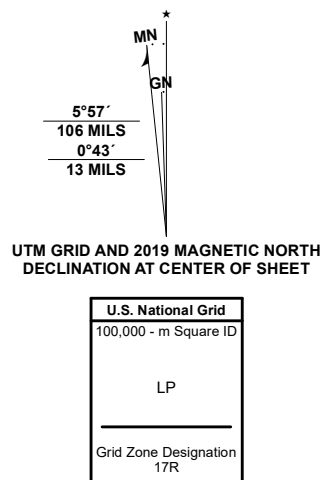 ★
MN
GN
5°57´
106 MILS
0°43´
13 MILS
UTM GRID AND 2019 MAGNETIC NORTH
DECLINATION AT CENTER OF SHEET
U.S. National Grid
100,000 - m Square ID
LP
Grid Zone Designation
17R